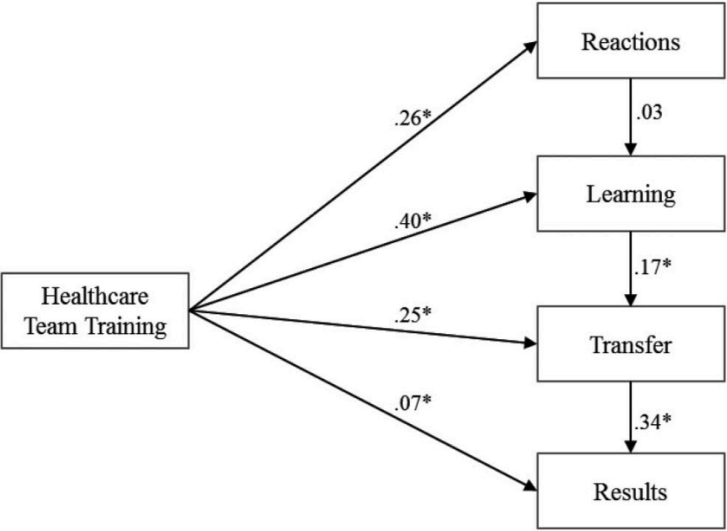 Reactions
.26*
.03
Learning
.40*
.17*
Healthcare
Team Training
.25*
Transfer
.07*
.34*
Results